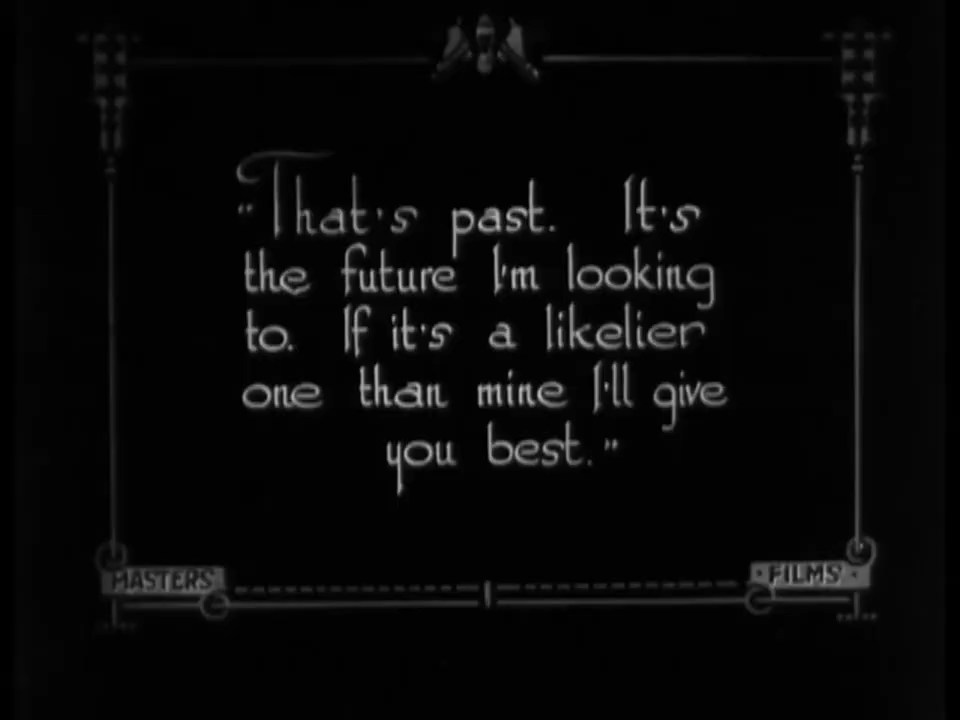 "That's past. It's
the future I'm looking
to. If it's a likelier
one than mine I'll give
you best."
MASTERS
FILMS